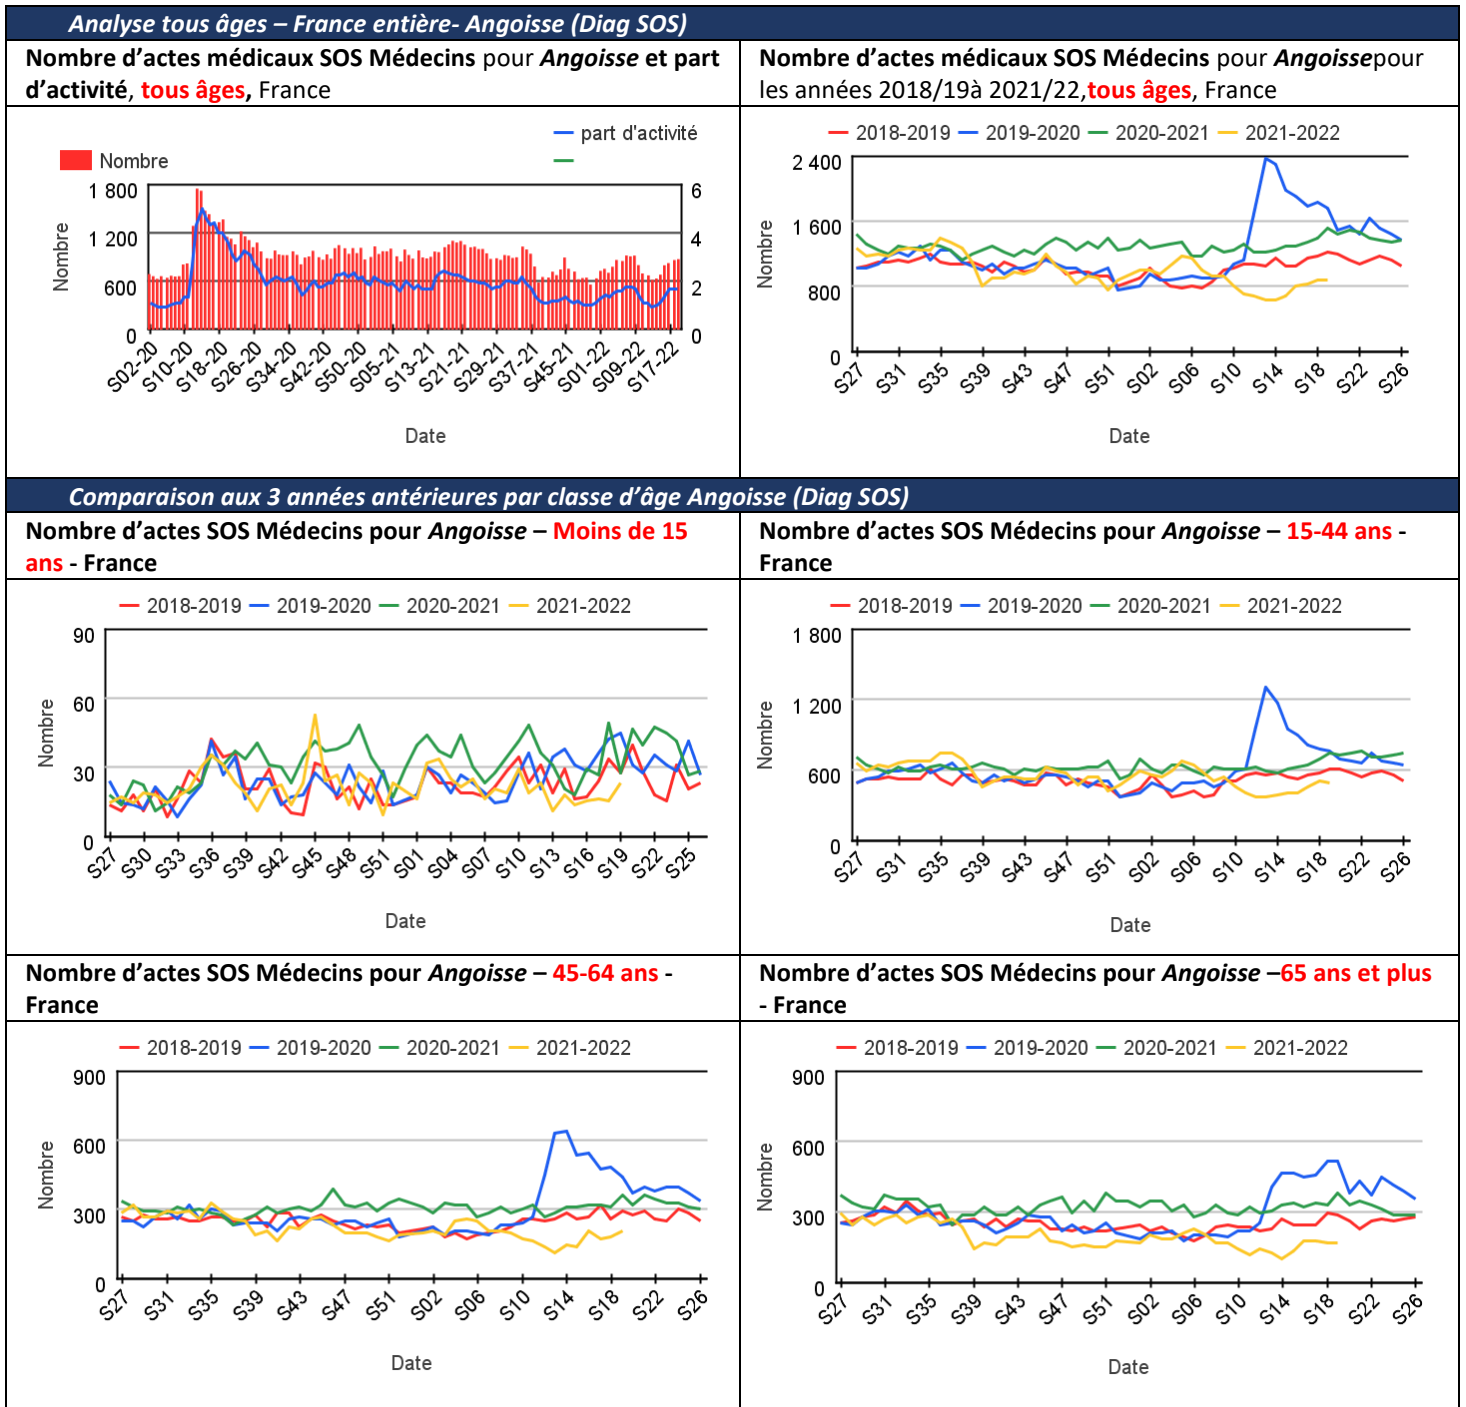 Analyse tous âges – France entière- Angoisse (Diag SOS)
Nombre d’actes médicaux SOS Médecins pour Angoisse et part
d’activité, tous âges, France
Nombre d’actes médicaux SOS Médecins pour Angoissepour
les années 2018/19à 2021/22,tous âges, France
part d'activité
Nombre
1 800
1 200
600
0
6
4
2
0
Nombre
S02-20
S10-20
S18-20
S26-20
S34-20
S42-20
S50-20
S05-21
S13-21
S21-21
S29-21
S37-21
S45-21
S01-22
S09-22
S17-22
Date
2018-2019
2019-2020
2020-2021
2021-2022
2 400
1 600
800
0
Nombre
S27
S31
S35
S39
S43
S47
S51
S02
S06
S10
S14
S18
S22
S26
Date
Comparaison aux 3 années antérieures par classe d’âge Angoisse (Diag SOS)
Nombre d’actes SOS Médecins pour Angoisse – Moins de 15
ans - France
Nombre d’actes SOS Médecins pour Angoisse – 15-44 ans -
France
2018-2019
2019-2020
2020-2021
2021-2022
90
60
30
0
Nombre
S27
S30
S33
S36
S39
S42
S45
S48
S51
S01
S04
S07
S10
S13
S16
S19
S22
S25
Date
2018-2019
2019-2020
2020-2021
2021-2022
1 800
1 200
600
0
Nombre
S27
S31
S35
S39
S43
S47
S51
S02
S06
S10
S14
S18
S22
S26
Date
Nombre d’actes SOS Médecins pour Angoisse – 45-64 ans -
France
Nombre d’actes SOS Médecins pour Angoisse –65 ans et plus
- France
2018-2019
2019-2020
2020-2021
2021-2022
900
600
300
0
Nombre
S27
S31
S35
S39
S43
S47
S51
S02
S06
S10
S14
S18
S22
S26
Date
2018-2019
2019-2020
2020-2021
2021-2022
900
600
300
0
Nombre
S27
S31
S35
S39
S43
S47
S51
S02
S06
S10
S14
S18
S22
S26
Date